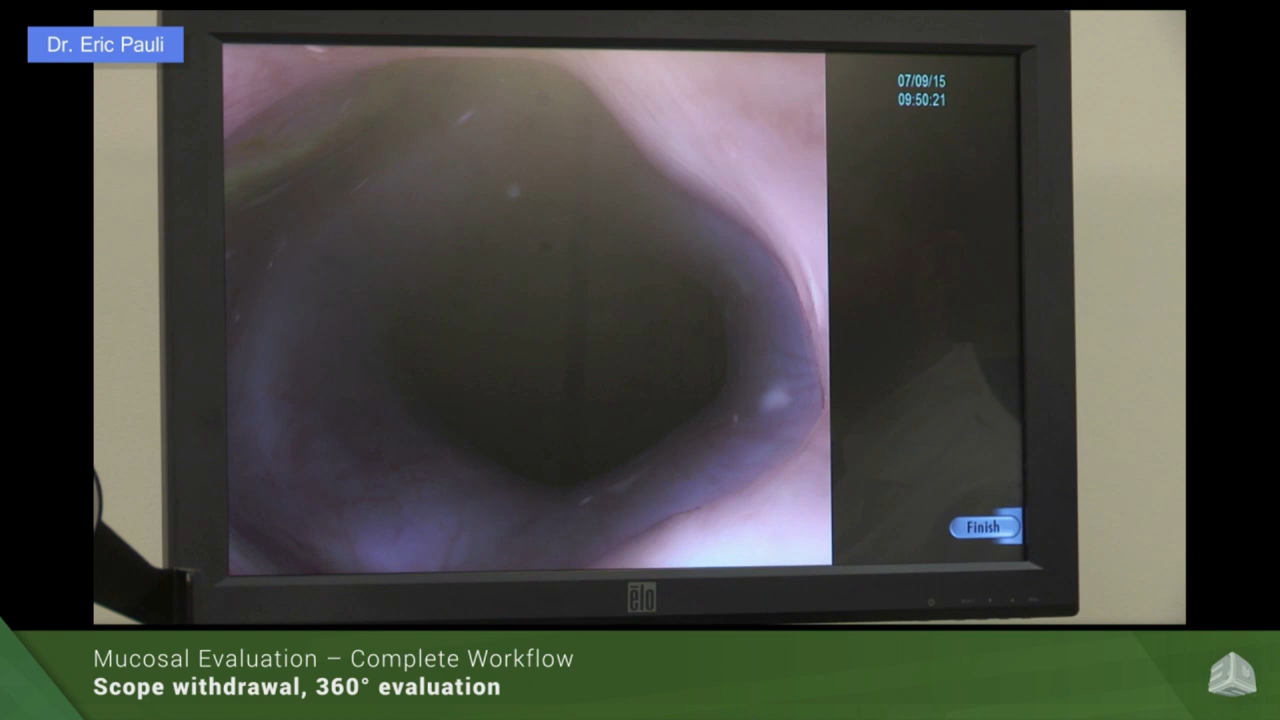 Dr. Eric Pauli
07/09/15
09:50:21
Finish
elo
Mucosal Evaluation – Complete Workflow
Scope withdrawal, 360° evaluation